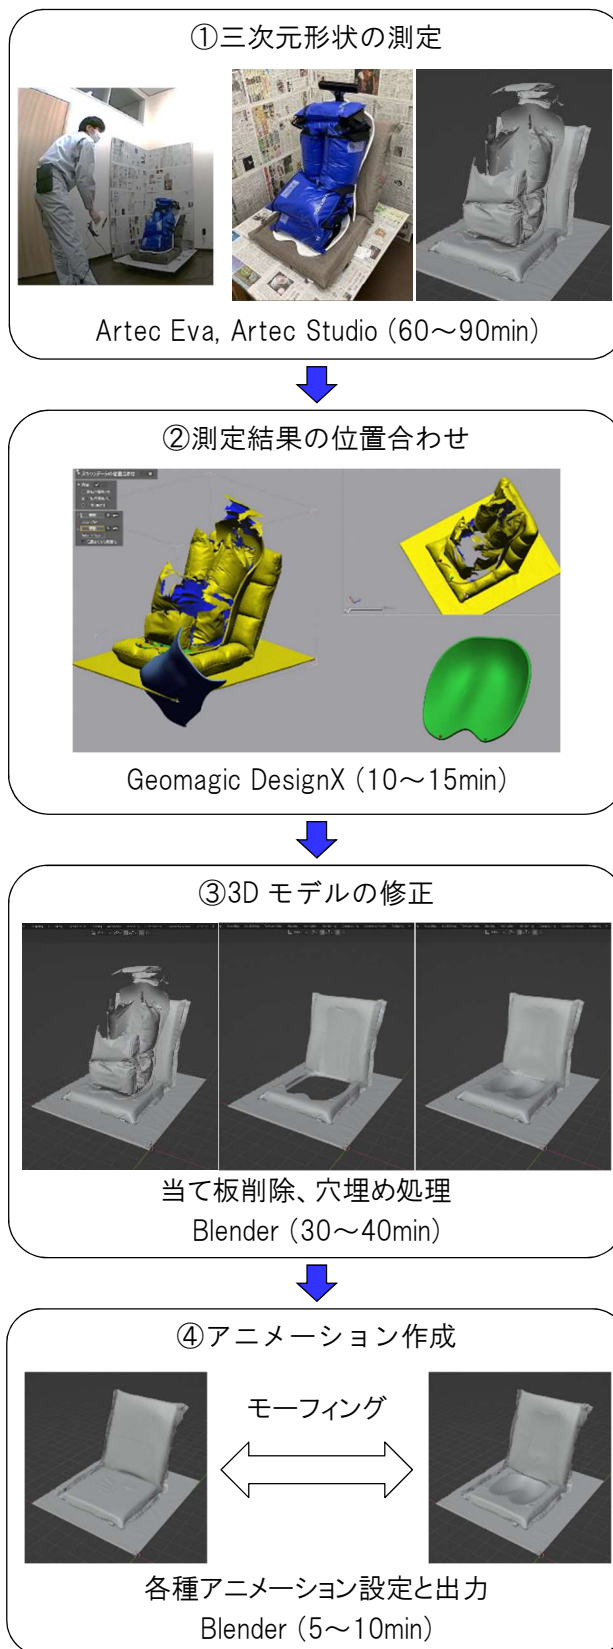 ①三次元形状の測定
Artec Eva, Artec Studio (60～90min)
②測定結果の位置合わせ
Geomagic DesignX (10～15min)
③3D モデルの修正
当て板削除、穴埋め処理
Blender (30～40min)
④アニメーション作成
モーフィング
各種アニメーション設定と出力
Blender (5～10min)